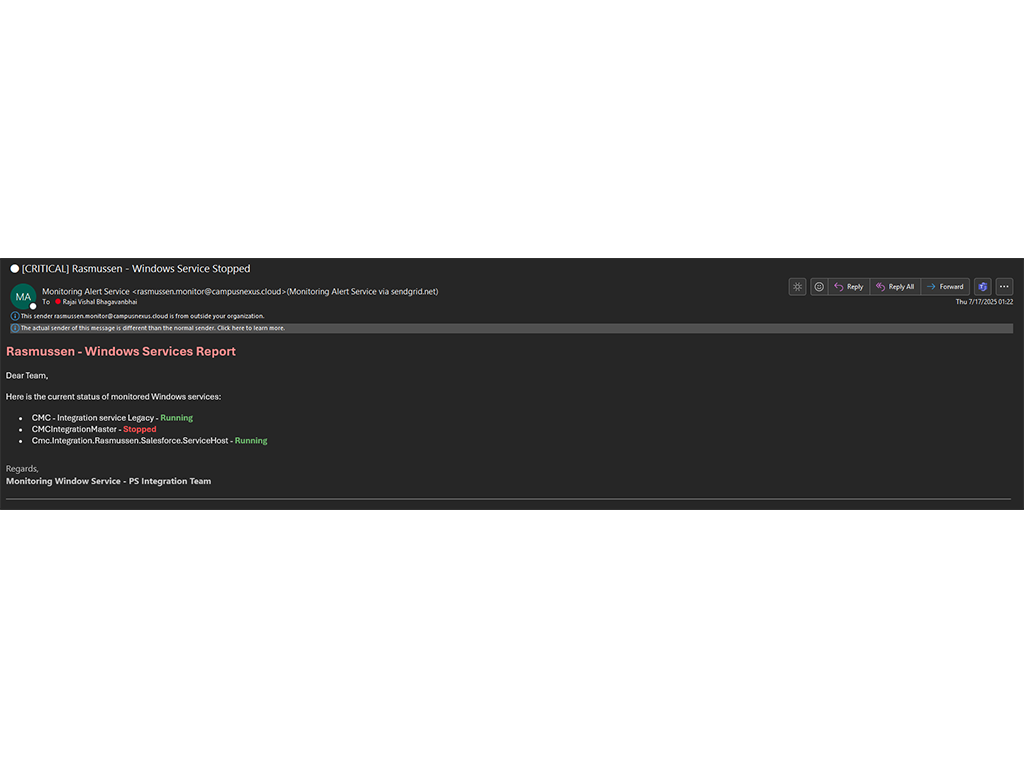 [CRITICAL] Rasmussen - Windows Service Stopped
MA
Monitoring Alert Service <rasmussen.monitor@campusnexus.cloud>(Monitoring Alert Service via sendgrid.net)
To Rajai Vishal Bhagavanbhai
Reply
Reply All
Forward
Thu 7/17/2025 01:22
This sender rasmussen.monitor@campusnexus.cloud is from outside your organization.
The actual sender of this message is different than the normal sender. Click here to learn more.
Rasmussen - Windows Services Report
Dear Team,
Here is the current status of monitored Windows services:
• CMC - Integration service Legacy - Running
• CMCIntegrationMaster - Stopped
• Cmc.Integration.Rasmussen.Salesforce.ServiceHost - Running
Regards,
Monitoring Window Service - PS Integration Team